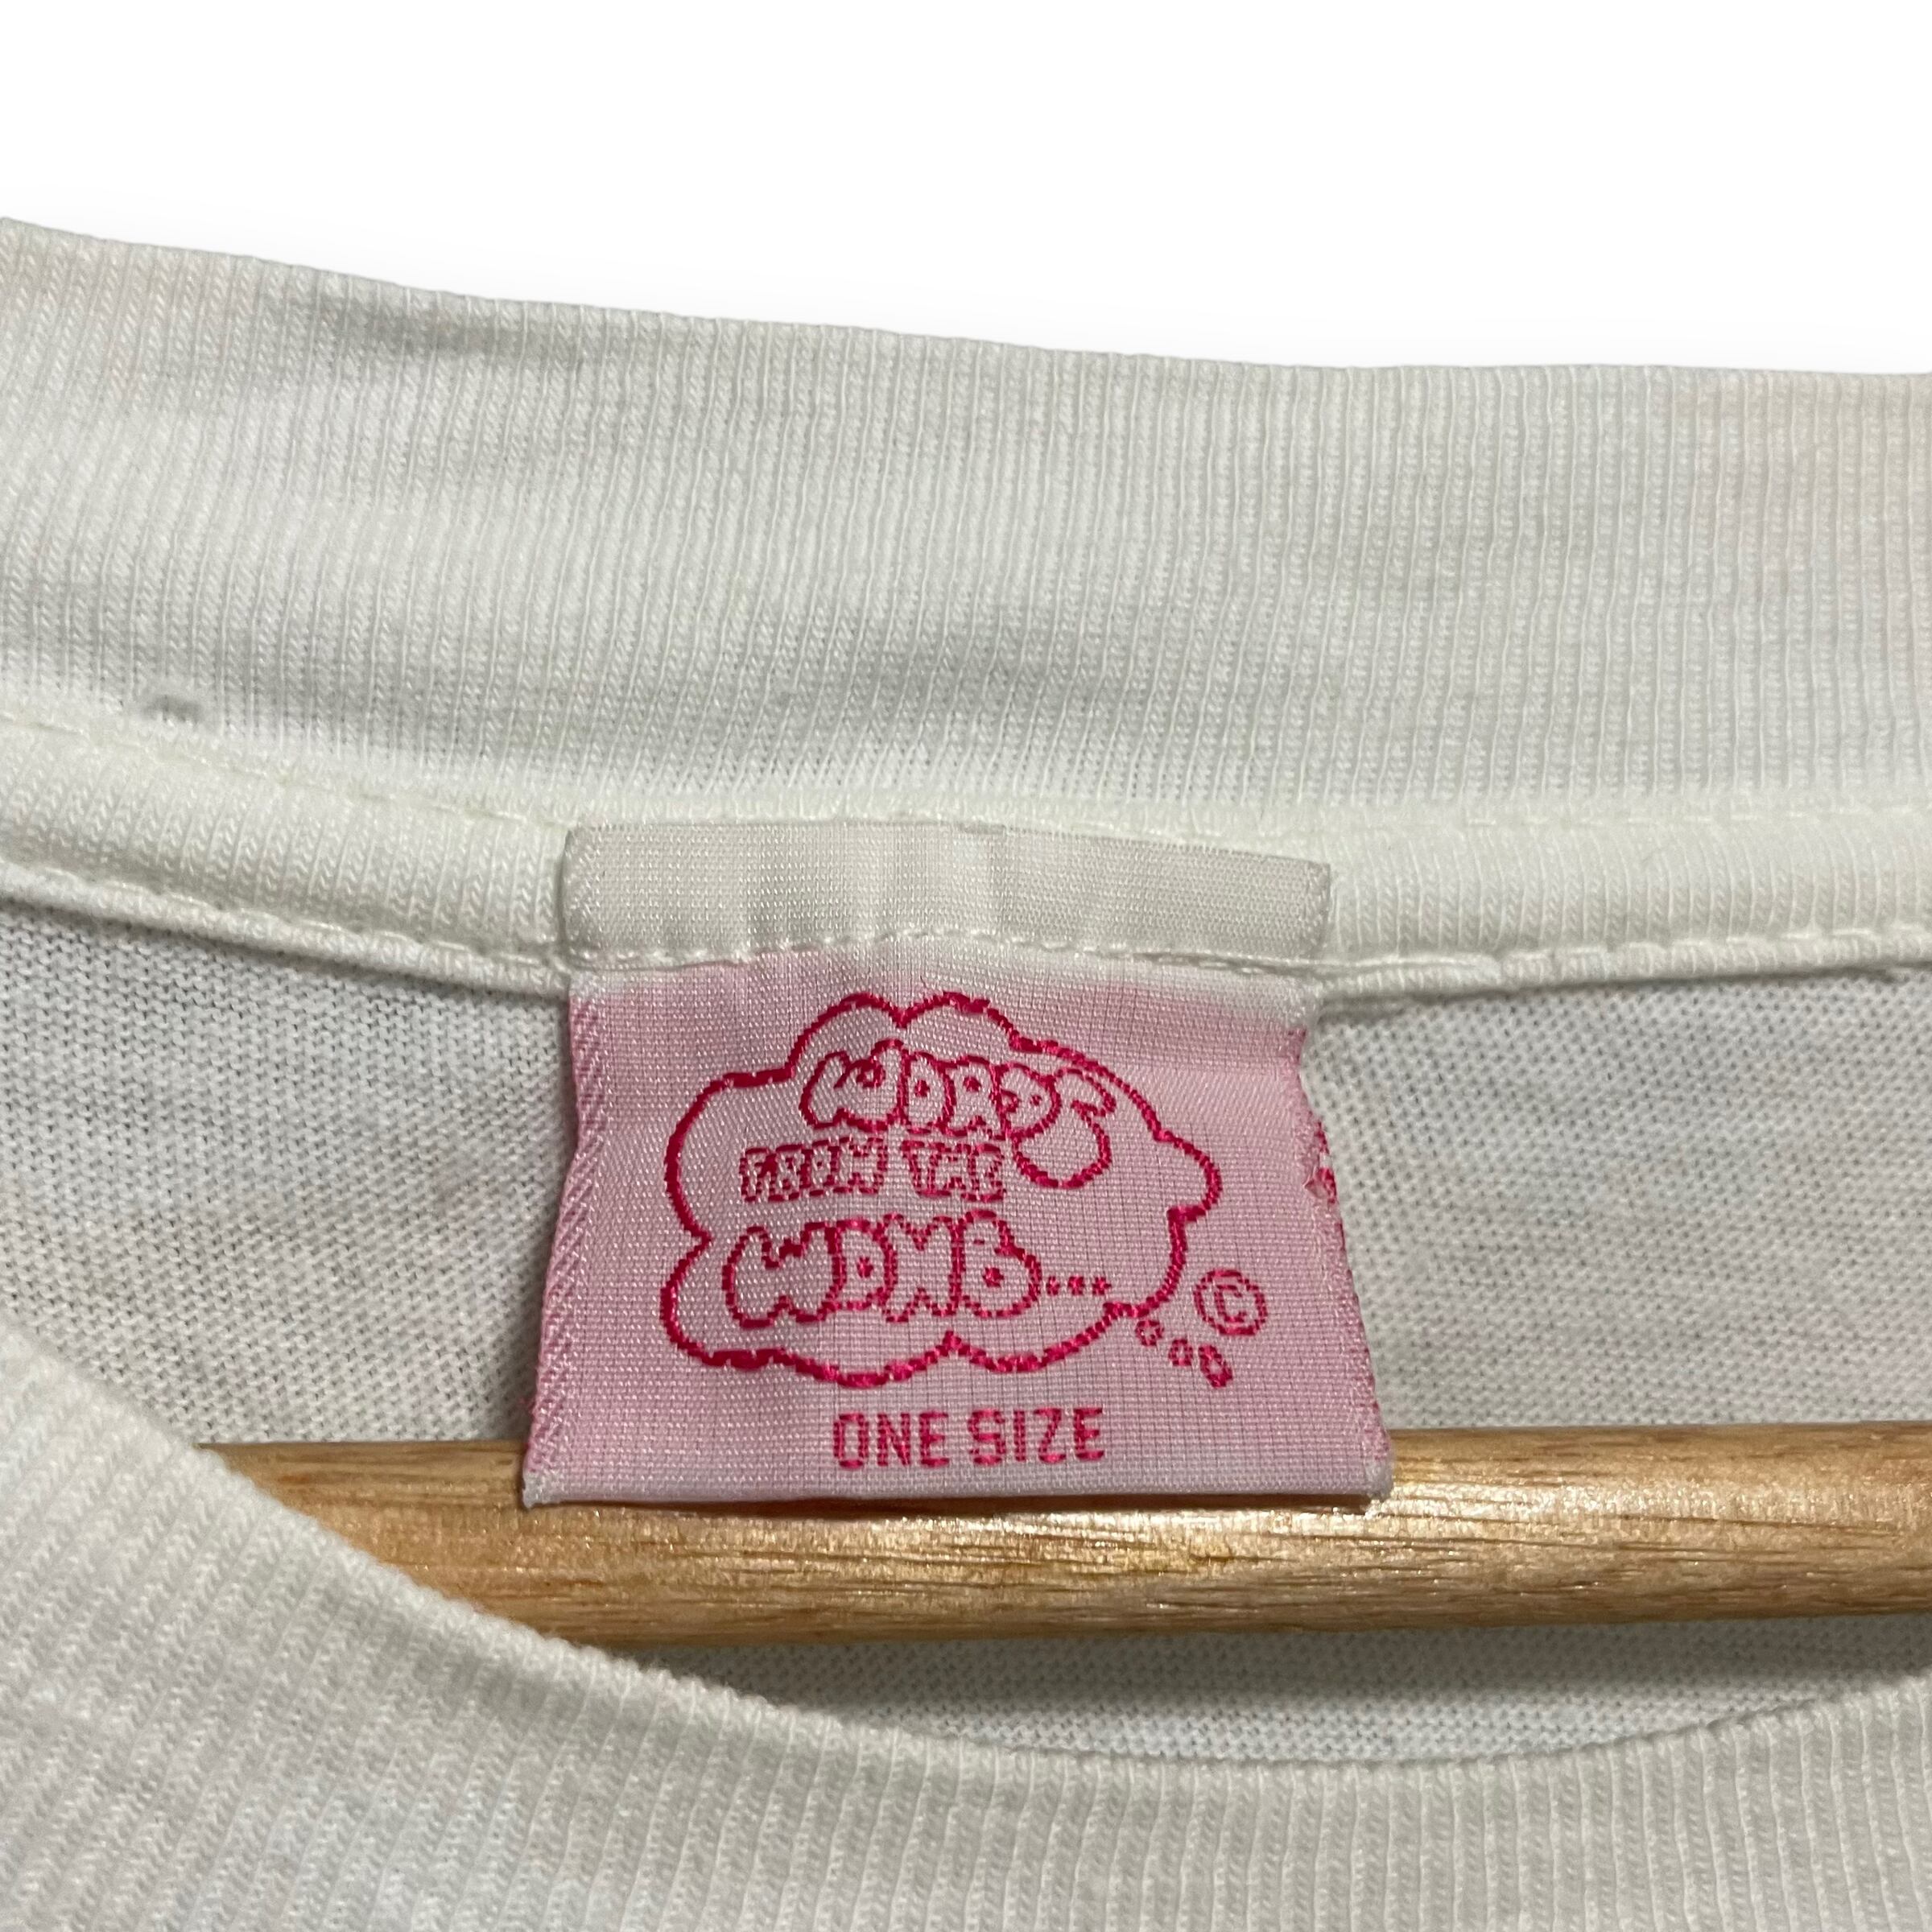 WORDS
FROM THE
WOMB...
©
ONE SIZE